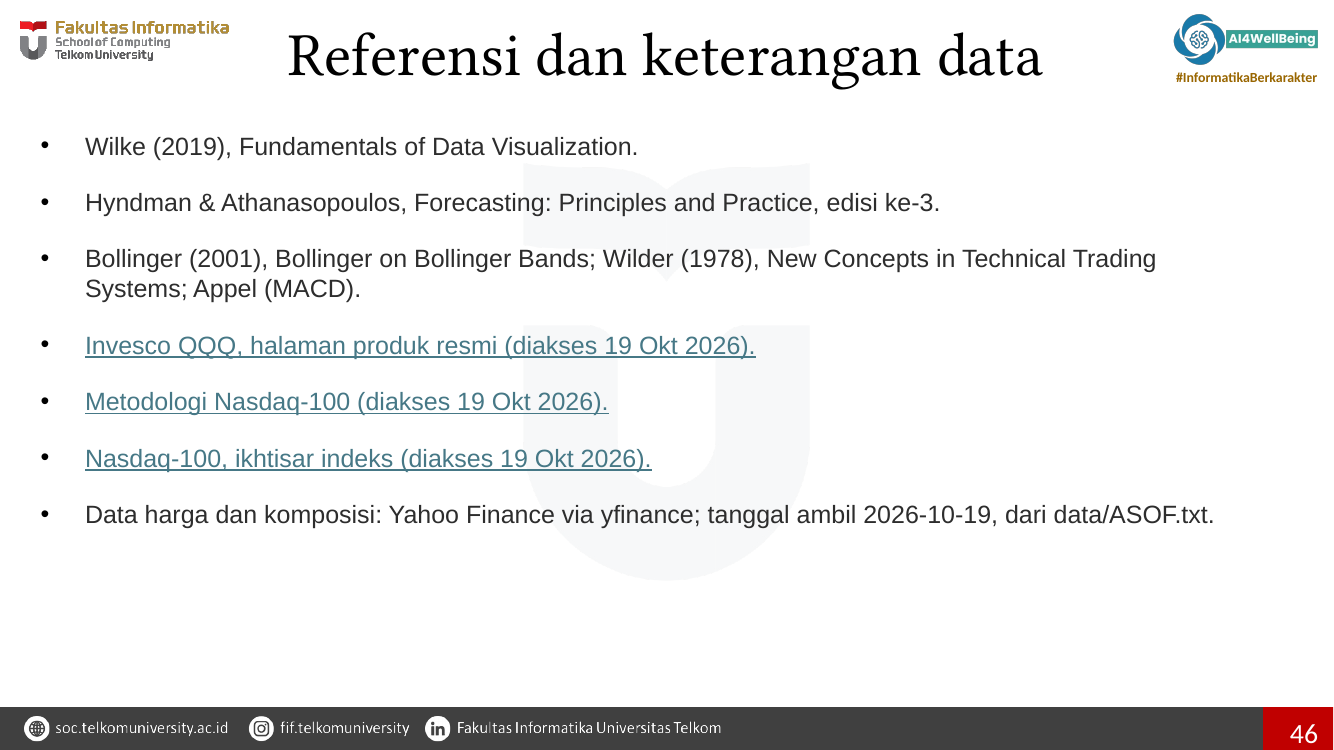 Fakultas Informatika
School of Computing
Telkom University
Referensi dan keterangan data
AI4WellBeing
#InformatikaBerkarakter
• Wilke (2019), Fundamentals of Data Visualization.
• Hyndman & Athanasopoulos, Forecasting: Principles and Practice, edisi ke-3.
• Bollinger (2001), Bollinger on Bollinger Bands; Wilder (1978), New Concepts in Technical Trading
Systems; Appel (MACD).
• Invesco QQQ, halaman produk resmi (diakses 19 Okt 2026).
• Metodologi Nasdaq-100 (diakses 19 Okt 2026).
• Nasdaq-100, ikhtisar indeks (diakses 19 Okt 2026).
• Data harga dan komposisi: Yahoo Finance via yfinance; tanggal ambil 2026-10-19, dari data/ASOF.txt.
soc.telkomuniversity.ac.id fif.telkomuniversity in Fakultas Informatika Universitas Telkom
46